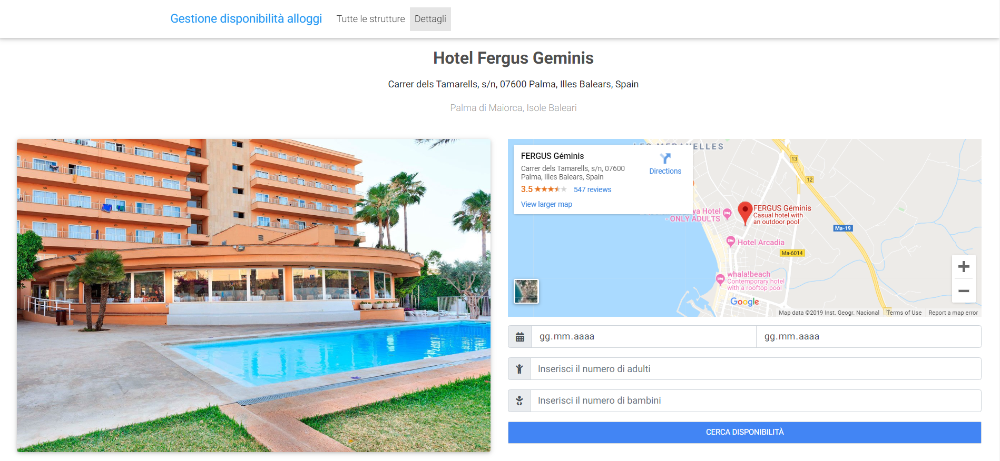 Gestione disponibilità alloggi Tutte le strutture Dettagli
Hotel Fergus Geminis
Carrer dels Tamarells, s/n, 07600 Palma, Illes Balears, Spain
Palma di Maiorca, Isole Baleari
ELLES
FERGUS Géminis
Directions
Carrer dels Tamarells, s/n, 07600
Palma, Illes Balears, Spain
3.5 547 reviews
View larger map
13
12
ya Hotel
- ONLY ADULTS
FERGUS Géminis
Casual hotel with
an outdoor pool
Ma-19
Hotel Arcadia
Ma-6014
whala!beach
Contemporary hotel
with a rooftop pool
Google
Map data ©2019 Inst. Geogr. Nacional Terms of Use Report a map error
gg.mm.aaaa gg.mm.aaaa
Inserisci il numero di adulti
Inserisci il numero di bambini
CERCA DISPONIBILITÀ